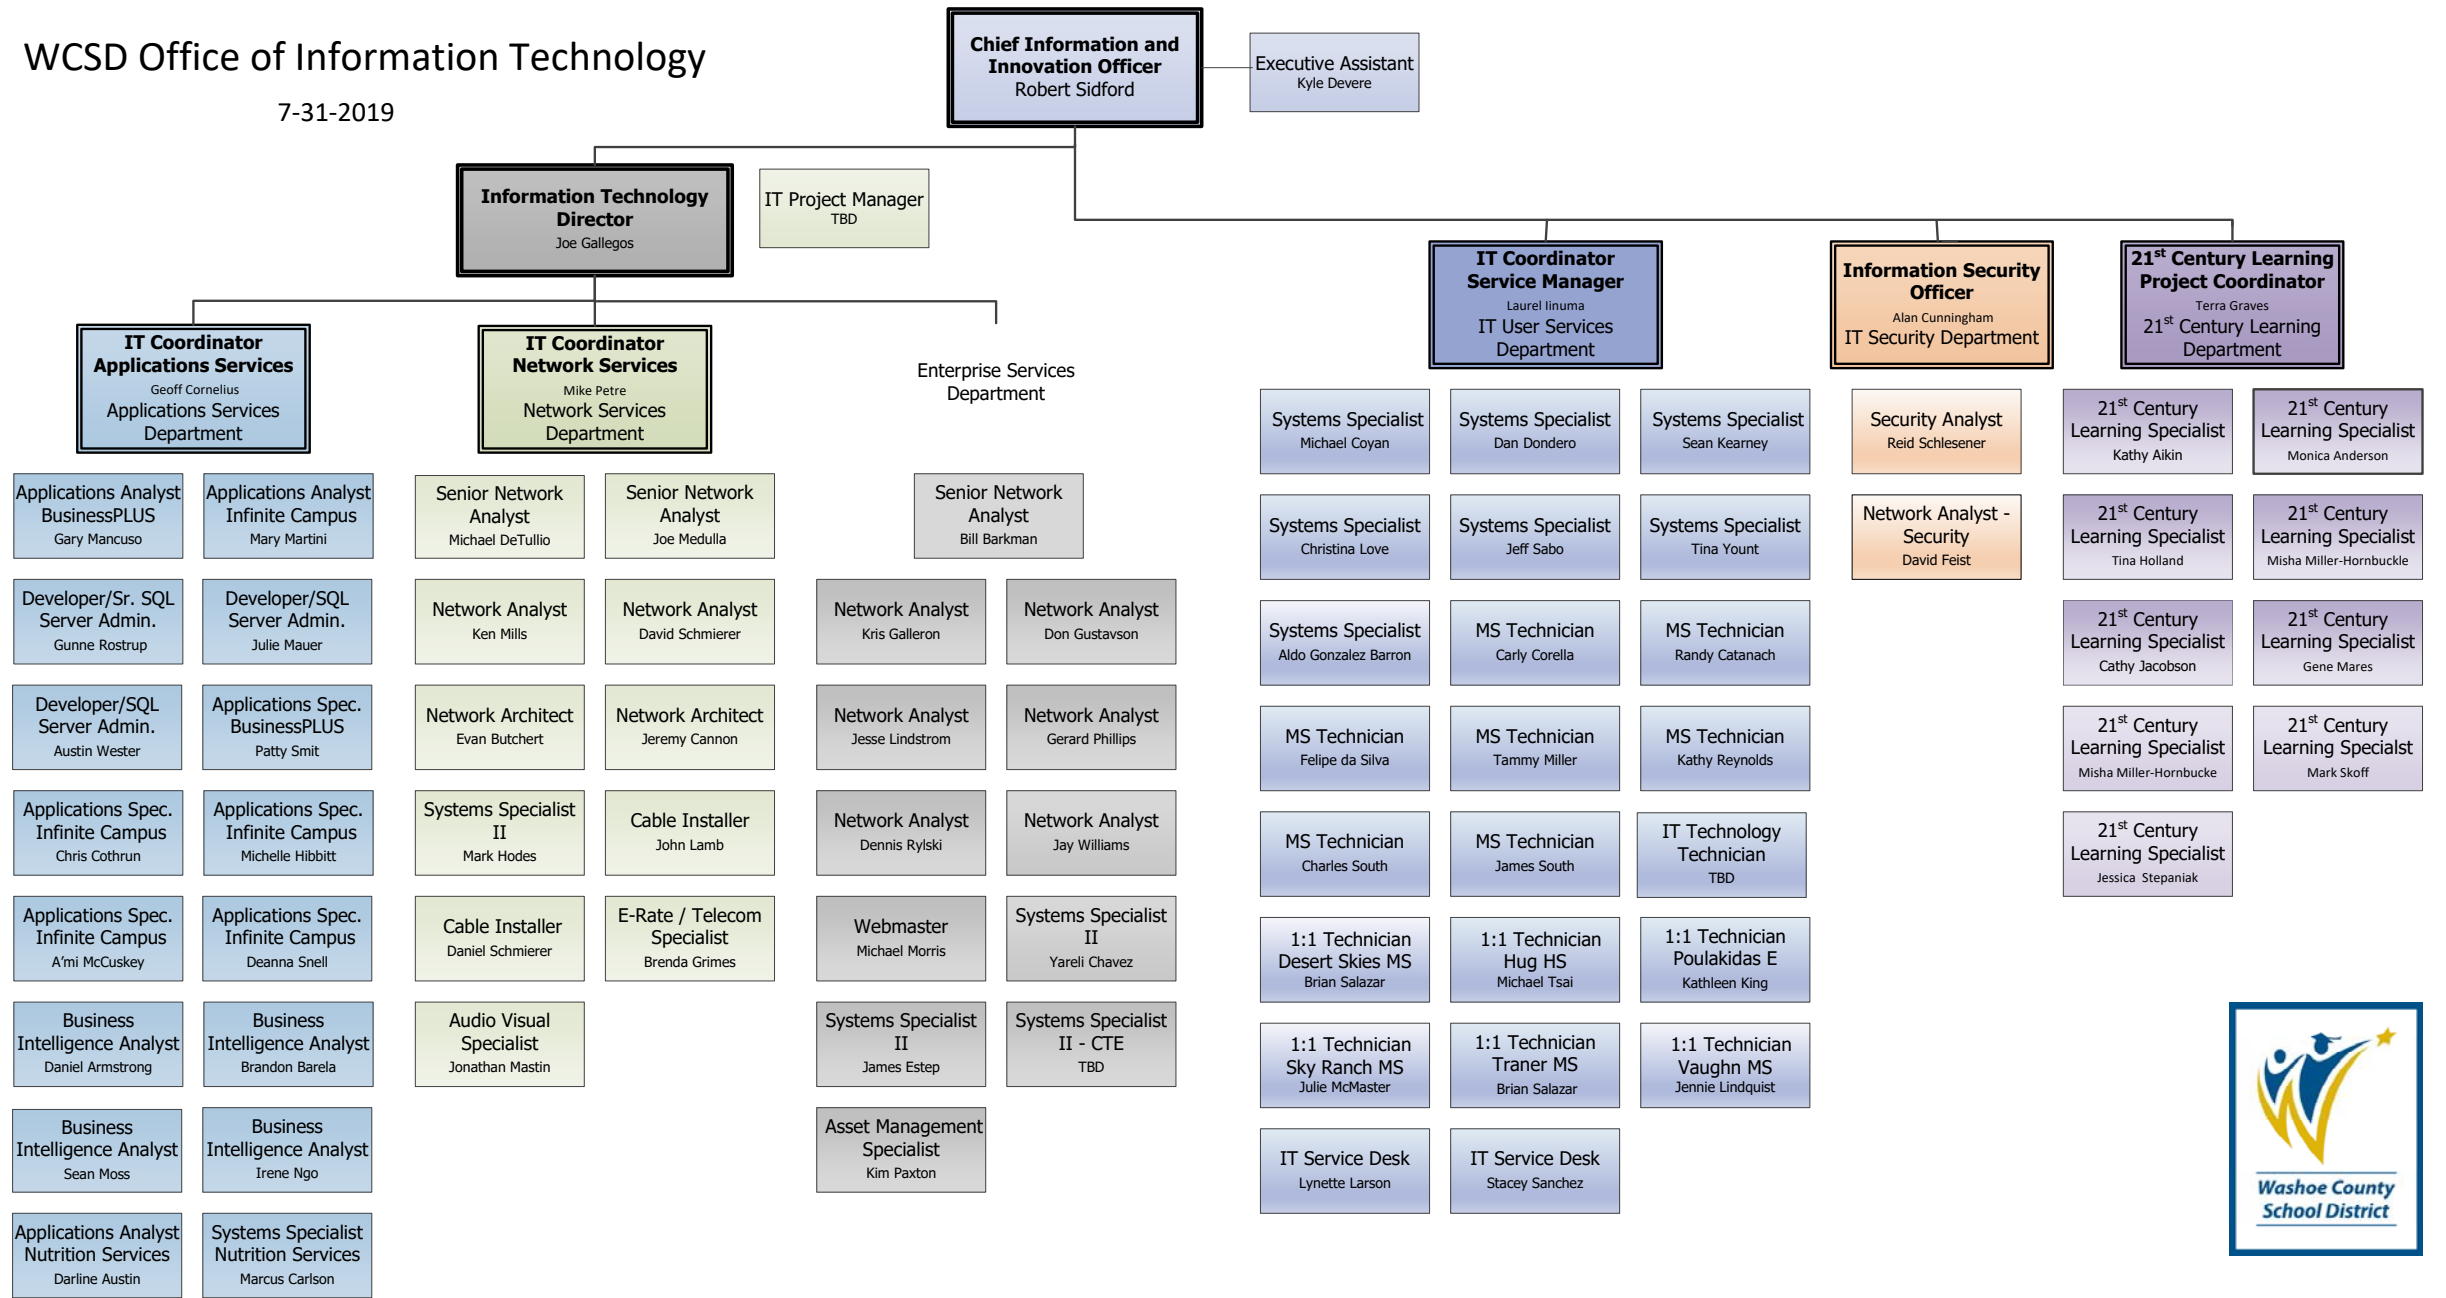 WCSD Office of Information Technology
7-31-2019
Chief Information and
Innovation Officer
Robert Sidford
Executive Assistant
Kyle Devere
Information Technology
Director
Joe Gallegos
IT Project Manager
TBD
IT Coordinator
Service Manager
Laurel Iinuma
IT User Services
Department
Information Security
Officer
Alan Cunningham
IT Security Department
21st Century Learning
Project Coordinator
Terra Graves
21st Century Learning
Department
IT Coordinator
Applications Services
Geoff Cornelius
Applications Services
Department
IT Coordinator
Network Services
Mike Petre
Network Services
Department
Enterprise Services
Department
Applications Analyst
BusinessPLUS
Gary Mancuso
Applications Analyst
Infinite Campus
Mary Martini
Developer/Sr. SQL
Server Admin.
Gunne Rostrup
Developer/SQL
Server Admin.
Julie Mauer
Developer/SQL
Server Admin.
Austin Wester
Applications Spec.
BusinessPLUS
Patty Smit
Applications Spec.
Infinite Campus
Chris Cothrun
Applications Spec.
Infinite Campus
Michelle Hibbitt
Applications Spec.
Infinite Campus
A'mi McCuskey
Applications Spec.
Infinite Campus
Deanna Snell
Business
Intelligence Analyst
Daniel Armstrong
Business
Intelligence Analyst
Brandon Barela
Business
Intelligence Analyst
Sean Moss
Business
Intelligence Analyst
Irene Ngo
Applications Analyst
Nutrition Services
Darline Austin
Systems Specialist
Nutrition Services
Marcus Carlson
Senior Network
Analyst
Michael DeTullio
Senior Network
Analyst
Joe Medulla
Network Analyst
Ken Mills
Network Analyst
David Schmierer
Network Architect
Evan Butchert
Network Architect
Jeremy Cannon
Systems Specialist
II
Mark Hodes
Cable Installer
John Lamb
Cable Installer
Daniel Schmierer
E-Rate / Telecom
Specialist
Brenda Grimes
Audio Visual
Specialist
Jonathan Mastin
Senior Network
Analyst
Bill Barkman
Network Analyst
Kris Galleron
Network Analyst
Don Gustavson
Network Analyst
Jesse Lindstrom
Network Analyst
Gerard Phillips
Network Analyst
Dennis Rylski
Network Analyst
Jay Williams
Webmaster
Michael Morris
Systems Specialist
II
Yareli Chavez
Systems Specialist
II
James Estep
Systems Specialist
II - CTE
TBD
Asset Management
Specialist
Kim Paxton
Systems Specialist
Michael Coyan
Systems Specialist
Dan Dondero
Systems Specialist
Sean Kearney
Systems Specialist
Christina Love
Systems Specialist
Jeff Sabo
Systems Specialist
Tina Yount
Systems Specialist
Aldo Gonzalez Barron
MS Technician
Carly Corella
MS Technician
Randy Catanach
MS Technician
Felipe da Silva
MS Technician
Tammy Miller
MS Technician
Kathy Reynolds
MS Technician
Charles South
MS Technician
James South
IT Technology
Technician
TBD
1:1 Technician
Desert Skies MS
Brian Salazar
1:1 Technician
Hug HS
Michael Tsai
1:1 Technician
Poulakidas E
Kathleen King
1:1 Technician
Sky Ranch MS
Julie McMaster
1:1 Technician
Traner MS
Brian Salazar
1:1 Technician
Vaughn MS
Jennie Lindquist
IT Service Desk
Lynette Larson
IT Service Desk
Stacey Sanchez
Security Analyst
Reid Schlesener
Network Analyst -
Security
David Feist
21st Century
Learning Specialist
Kathy Aikin
21st Century
Learning Specialist
Monica Anderson
21st Century
Learning Specialist
Tina Holland
21st Century
Learning Specialist
Misha Miller-Hornbuckle
21st Century
Learning Specialist
Cathy Jacobson
21st Century
Learning Specialist
Gene Mares
21st Century
Learning Specialist
Misha Miller-Hornbucke
21st Century
Learning Specialst
Mark Skoff
21st Century
Learning Specialist
Jessica Stepaniak
Washoe County
School District